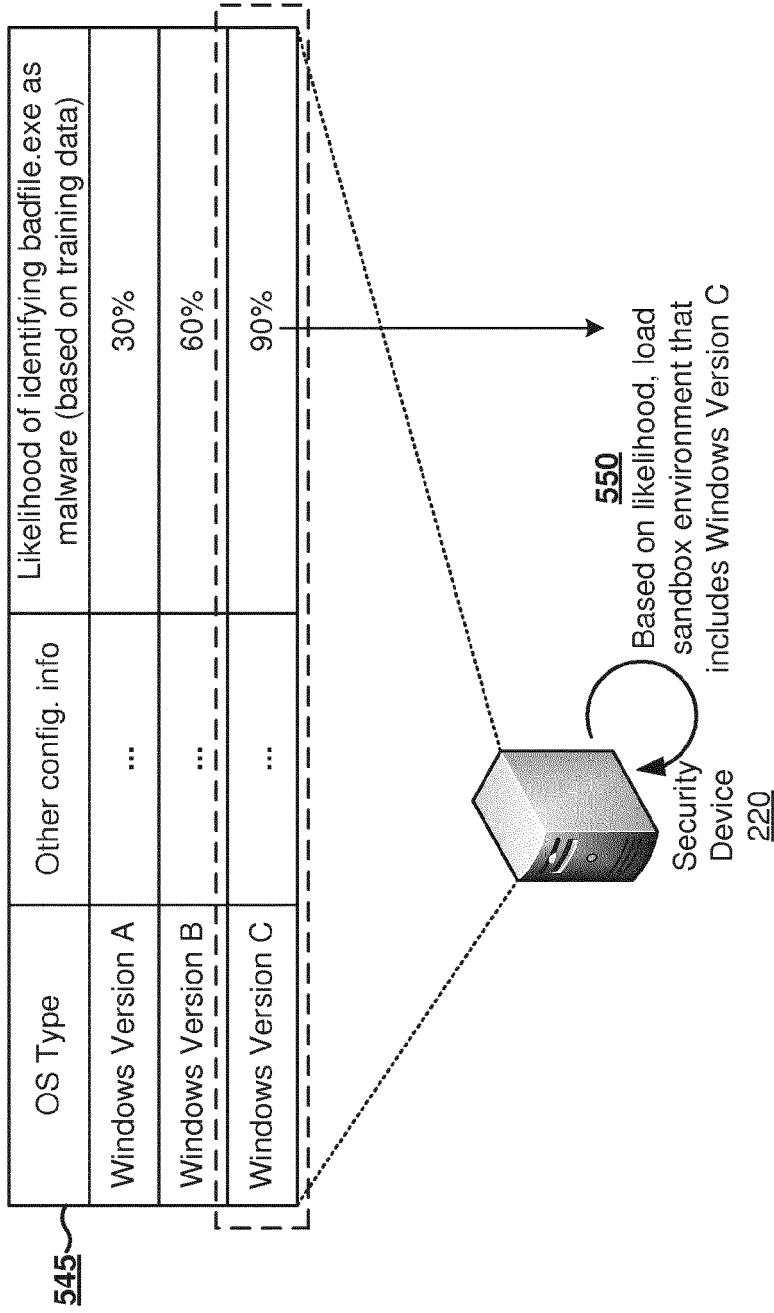 545
OS Type
Other config. info
Likelihood of identifying badfile.exe as
malware (based on training data)
Windows Version A
...
30%
Windows Version B
...
60%
Windows Version C
...
90%
550
Based on likelihood, load
sandbox environment that
includes Windows Version C
Security
Device
220